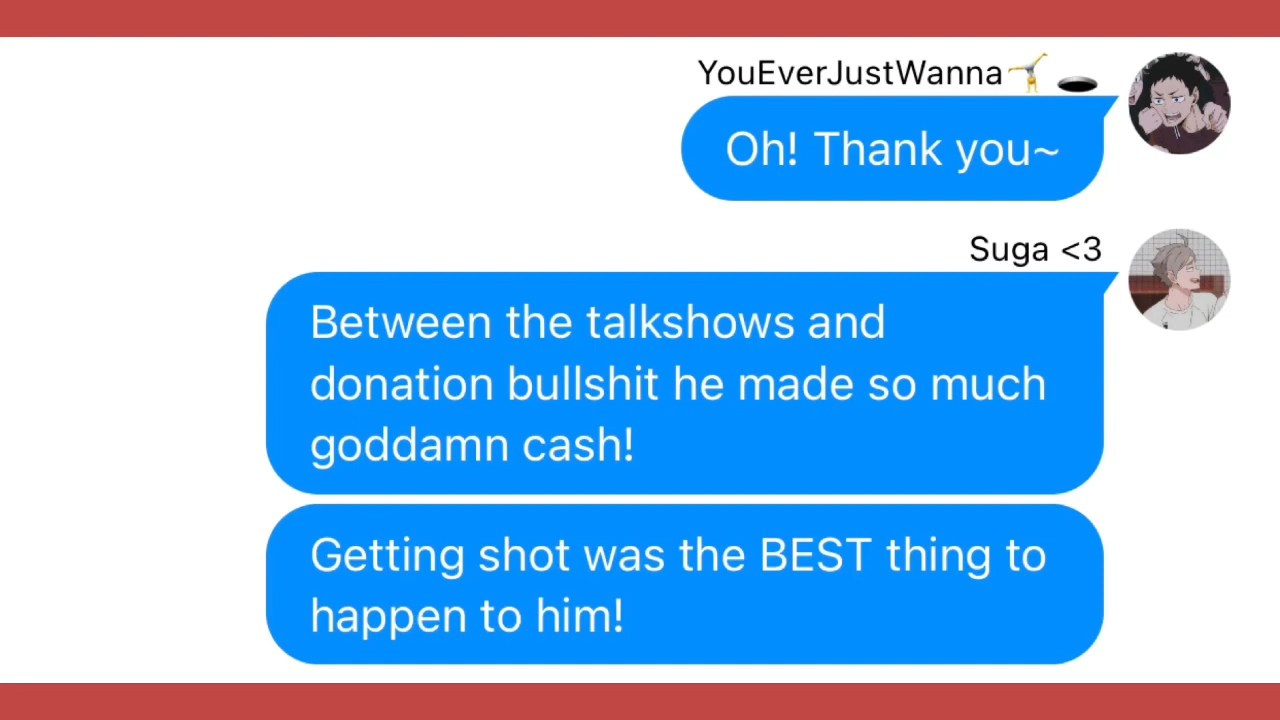 YouEverJustWanna🤸🕳️
Oh! Thank you~
Suga <3
Between the talkshows and
donation bullshit he made so much
goddamn cash!
Getting shot was the BEST thing to
happen to him!